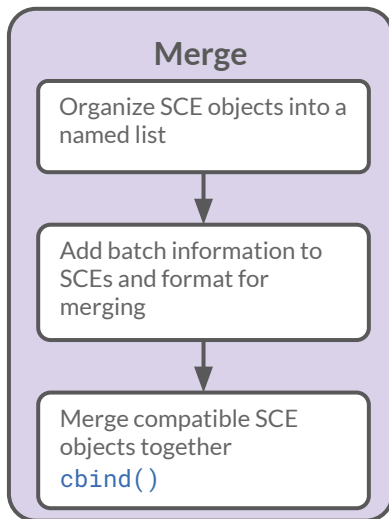 Merge
Organize SCE objects into a
named list
Add batch information to
SCEs and format for
merging
Merge compatible SCE
objects together
cbind()